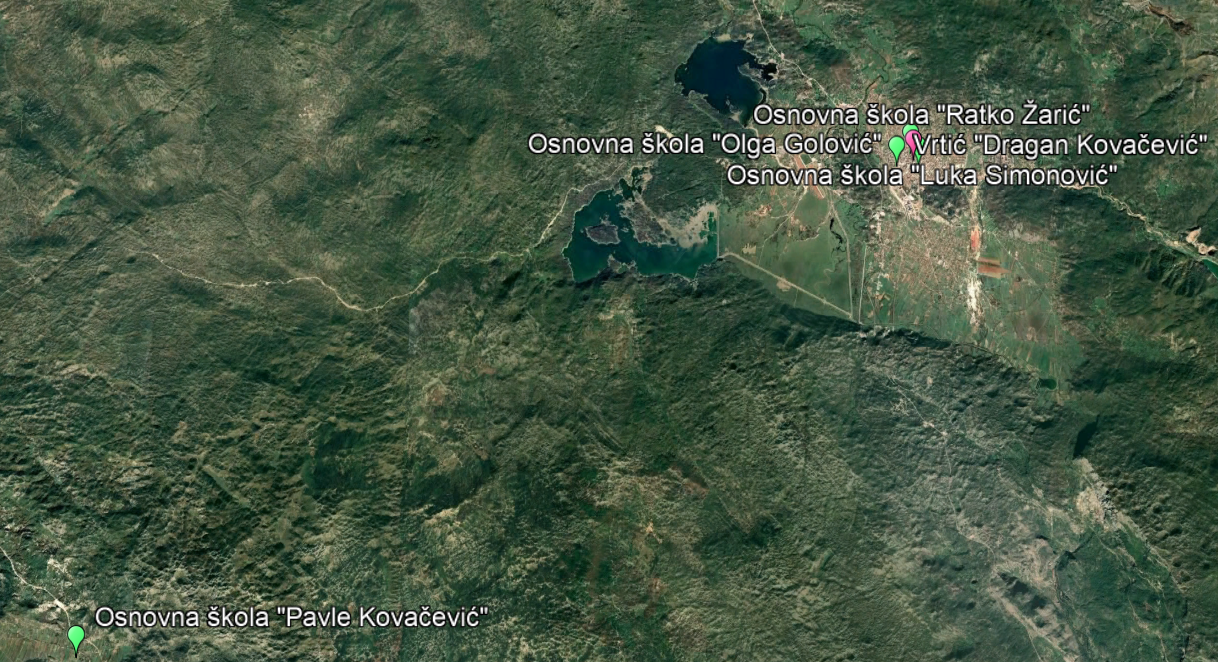 Osnovna škola "Ratko Žarić"
Osnovna škola "Olga Golović"
Vrtić "Dragan Kovačević"
Osnovna škola "Luka Simonović"
Osnovna škola "Pavle Kovačević"